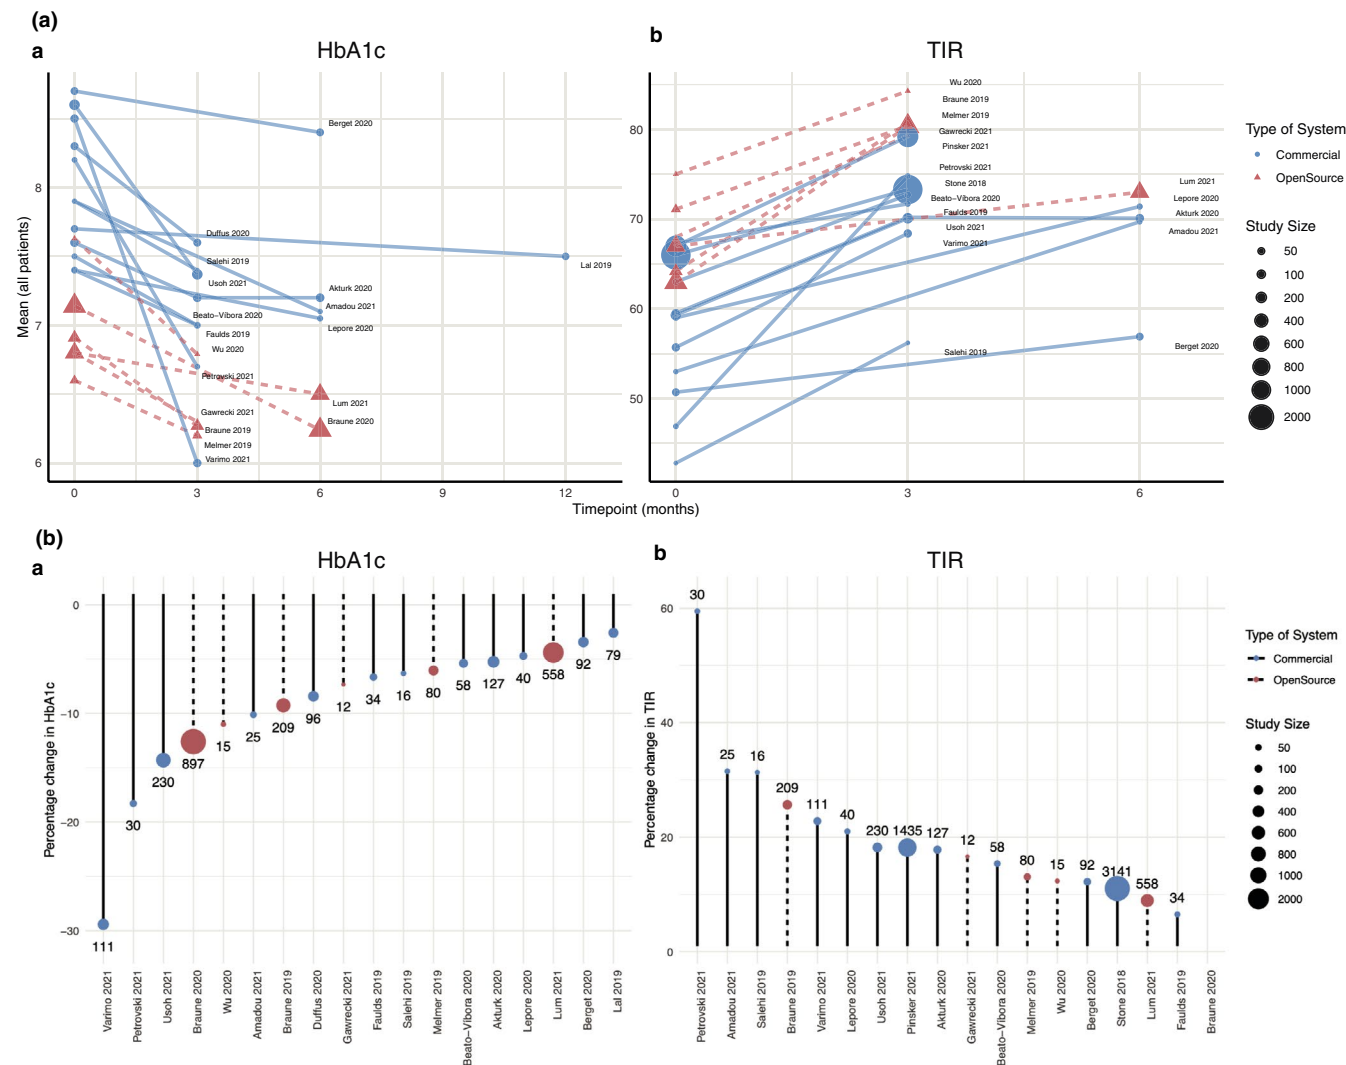 (a)
a
HbA1c
Mean (all patients)
8
7
6
0
3
6
9
12
Berget 2020
Duffus 2020
Lal 2019
Salehi 2019
Usoh 2021
Akturk 2020
Amadou 2021
Beato−Vibora 2020
Lepore 2020
Faulds 2019
Wu 2020
Petrovski 2021
Lum 2021
Gawrecki 2021
Braune 2020
Braune 2019
Melmer 2019
Varimo 2021
b
TIR
80
70
60
50
0
3
6
Wu 2020
Braune 2019
Melmer 2019
Gawrecki 2021
Pinsker 2021
Petrovski 2021
Stone 2018
Beato−Vibora 2020
Faulds 2019
Usoh 2021
Varimo 2021
Lum 2021
Lepore 2020
Akturk 2020
Amadou 2021
Salehi 2019
Berget 2020
Timepoint (months)
Type of System
Commercial
OpenSource
Study Size
50
100
200
400
600
800
1000
2000
(b)
a
HbA1c
Percentage change in HbA1c
0
−10
−20
−30
111
30
230
897
15
25
209
96
12
34
16
80
58
127
40
558
92
79
Varimo 2021
Petrovski 2021
Usoh 2021
Braune 2020
Wu 2020
Amadou 2021
Braune 2019
Duffus 2020
Gawrecki 2021
Faulds 2019
Salehi 2019
Melmer 2019
Beato−Vibora 2020
Akturk 2020
Lepore 2020
Lum 2021
Berget 2020
Lal 2019
b
TIR
Percentage change in TIR
60
40
20
0
30
25
16
209
111
40
230
1435
127
12
58
80
15
92
3141
558
34
Petrovski 2021
Amadou 2021
Salehi 2019
Braune 2019
Varimo 2021
Lepore 2020
Usoh 2021
Pinsker 2021
Akturk 2020
Gawrecki 2021
Beato−Vibora 2020
Melmer 2019
Wu 2020
Berget 2020
Stone 2018
Lum 2021
Faulds 2019
Braune 2020
Type of System
Commercial
OpenSource
Study Size
50
100
200
400
600
800
1000
2000